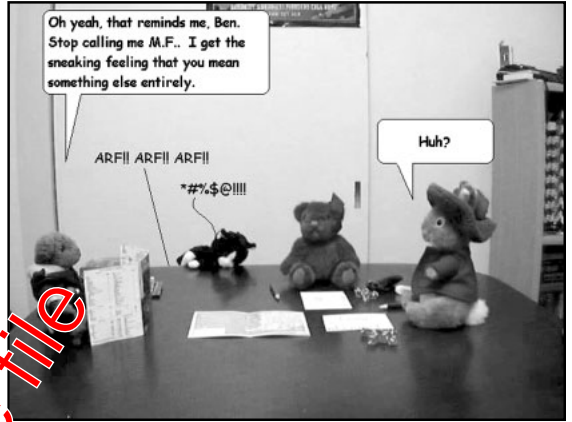 Oh yeah, that reminds me, Ben.
Stop calling me M.F.. I get the
sneaking feeling that you mean
something else entirely.
Huh?
ARF!! ARF!! ARF!!
*#%$@!!!!
file